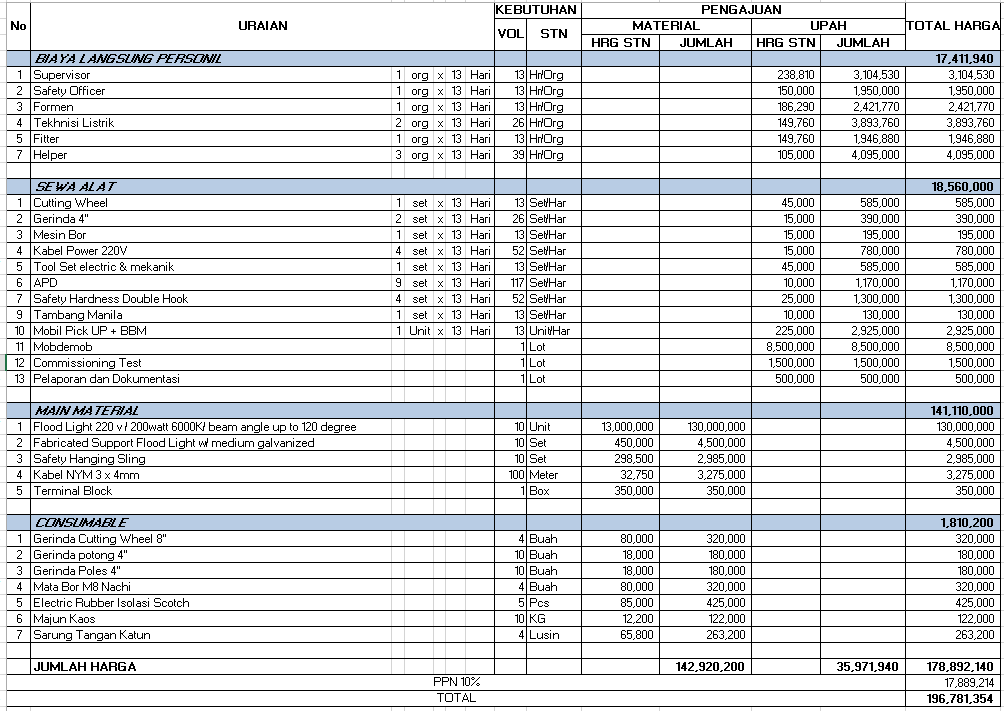 No URAIAN KEBUTUHAN PENGAJUAN TOTAL HARGA
VOL STN MATERIAL UPAH
HRG STN JUMLAH HRG STN JUMLAH
BIAYA LANGSUNG PERSONIL 17,411,940
1 Supervisor 1 org x 13 Hari 13 Hr/Org 238,810 3,104,530 3,104,530
2 Safety Officer 1 org x 13 Hari 13 Hr/Org 150,000 1,950,000 1,950,000
3 Formen 1 org x 13 Hari 13 Hr/Org 186,290 2,421,770 2,421,770
4 Tekhnisi Listrik 2 org x 13 Hari 26 Hr/Org 149,760 3,893,760 3,893,760
5 Fitter 1 org x 13 Hari 13 Hr/Org 149,760 1,946,880 1,946,880
7 Helper 3 org x 13 Hari 39 Hr/Org 105,000 4,095,000 4,095,000
SEWA ALAT 18,560,000
1 Cutting Wheel 1 set x 13 Hari 13 Set/Har 45,000 585,000 585,000
2 Gerinda 4" 2 set x 13 Hari 26 Set/Har 15,000 390,000 390,000
3 Mesin Bor 1 set x 13 Hari 13 Set/Har 15,000 195,000 195,000
4 Kabel Power 220V 4 set x 13 Hari 52 Set/Har 15,000 780,000 780,000
5 Tool Set electric & mekanik 1 set x 13 Hari 13 Set/Har 45,000 585,000 585,000
6 APD 9 set x 13 Hari 117 Set/Har 10,000 1,170,000 1,170,000
7 Safety Hardness Double Hook 4 set x 13 Hari 52 Set/Har 25,000 1,300,000 1,300,000
9 Tambang Manila 1 set x 13 Hari 13 Set/Har 10,000 130,000 130,000
10 Mobil Pick UP + BBM 1 Unit x 13 Hari 13 Unit/Har 225,000 2,925,000 2,925,000
11 Mobdemob 1 Lot 8,500,000 8,500,000 8,500,000
12 Commissioning Test 1 Lot 1,500,000 1,500,000 1,500,000
13 Pelaporan dan Dokumentasi 1 Lot 500,000 500,000 500,000
MAIN MATERIAL 141,110,000
1 Flood Light 220 v / 200watt 6000K/ beam angle up to 120 degree 10 Unit 13,000,000 130,000,000 130,000,000
2 Fabricated Support Flood Light w/ medium galvanized 10 Set 450,000 4,500,000 4,500,000
3 Safety Hanging Sling 10 Set 298,500 2,985,000 2,985,000
4 Kabel NYM 3 x 4mm 100 Meter 32,750 3,275,000 3,275,000
5 Terminal Block 1 Box 350,000 350,000 350,000
CONSUMABLE 1,810,200
1 Gerinda Cutting Wheel 8" 4 Buah 80,000 320,000 320,000
2 Gerinda potong 4" 10 Buah 18,000 180,000 180,000
3 Gerinda Poles 4" 10 Buah 18,000 180,000 180,000
4 Mata Bor M8 Nachi 4 Buah 80,000 320,000 320,000
5 Electric Rubber Isolasi Scotch 5 Pcs 85,000 425,000 425,000
6 Majun Kaos 10 KG 12,200 122,000 122,000
7 Sarung Tangan Katun 4 Lusin 65,800 263,200 263,200
JUMLAH HARGA 142,920,200 35,971,940 178,892,140
PPN 10% 17,889,214
TOTAL 196,781,354